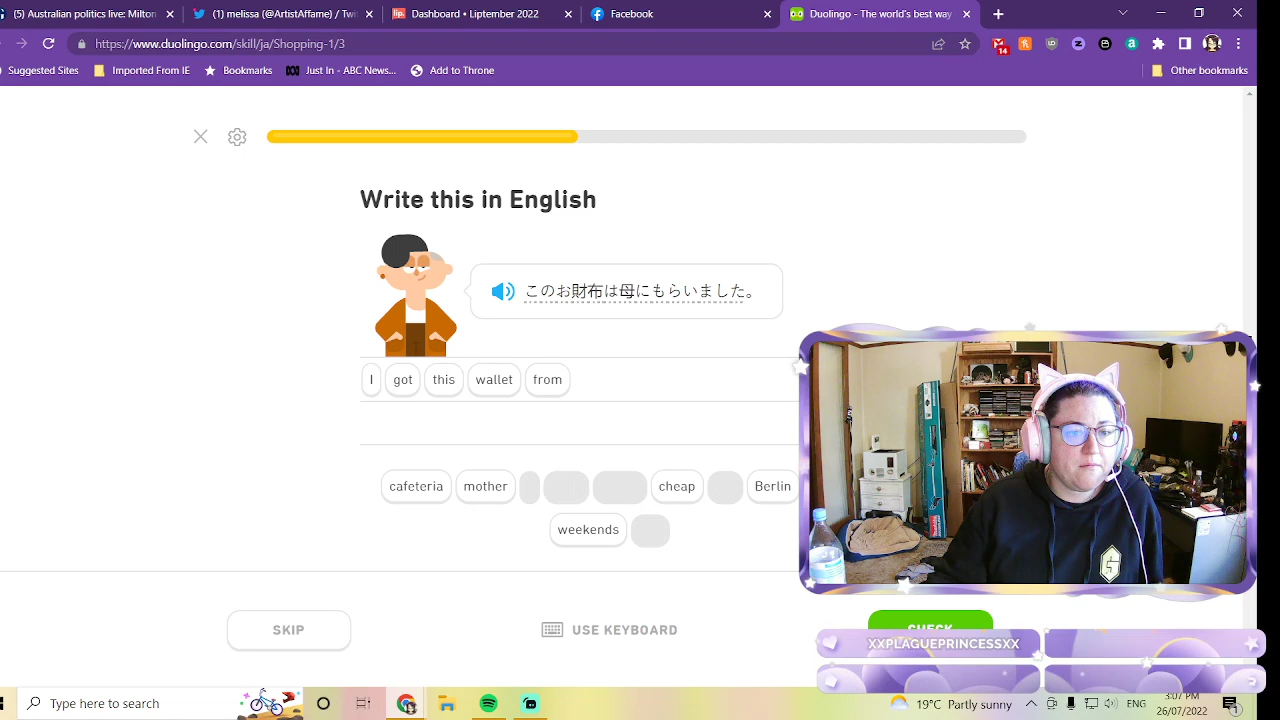 (5) Artist politics live: Milton
(1) melissa (@ArtistAffame) / Twi
lip. Dashboard • Liptember 2022
Facebook
Duolingo - The world's best way
https://www.duolingo.com/skill/ja/Shopping-1/3
14
Suggested Sites
Imported From IE
Bookmarks
Just In - ABC News...
Add to Throne
Other bookmarks
Write this in English
このお財布は母にもらいました。
I got this wallet from
cafeteria mother cheap Berlin
weekends
SKIP
USE KEYBOARD
CHECK
XXPLAGUEPRINCESSXX
Type here to search
19°C Partly sunny
ENG
3:07 PM
26/07/2022